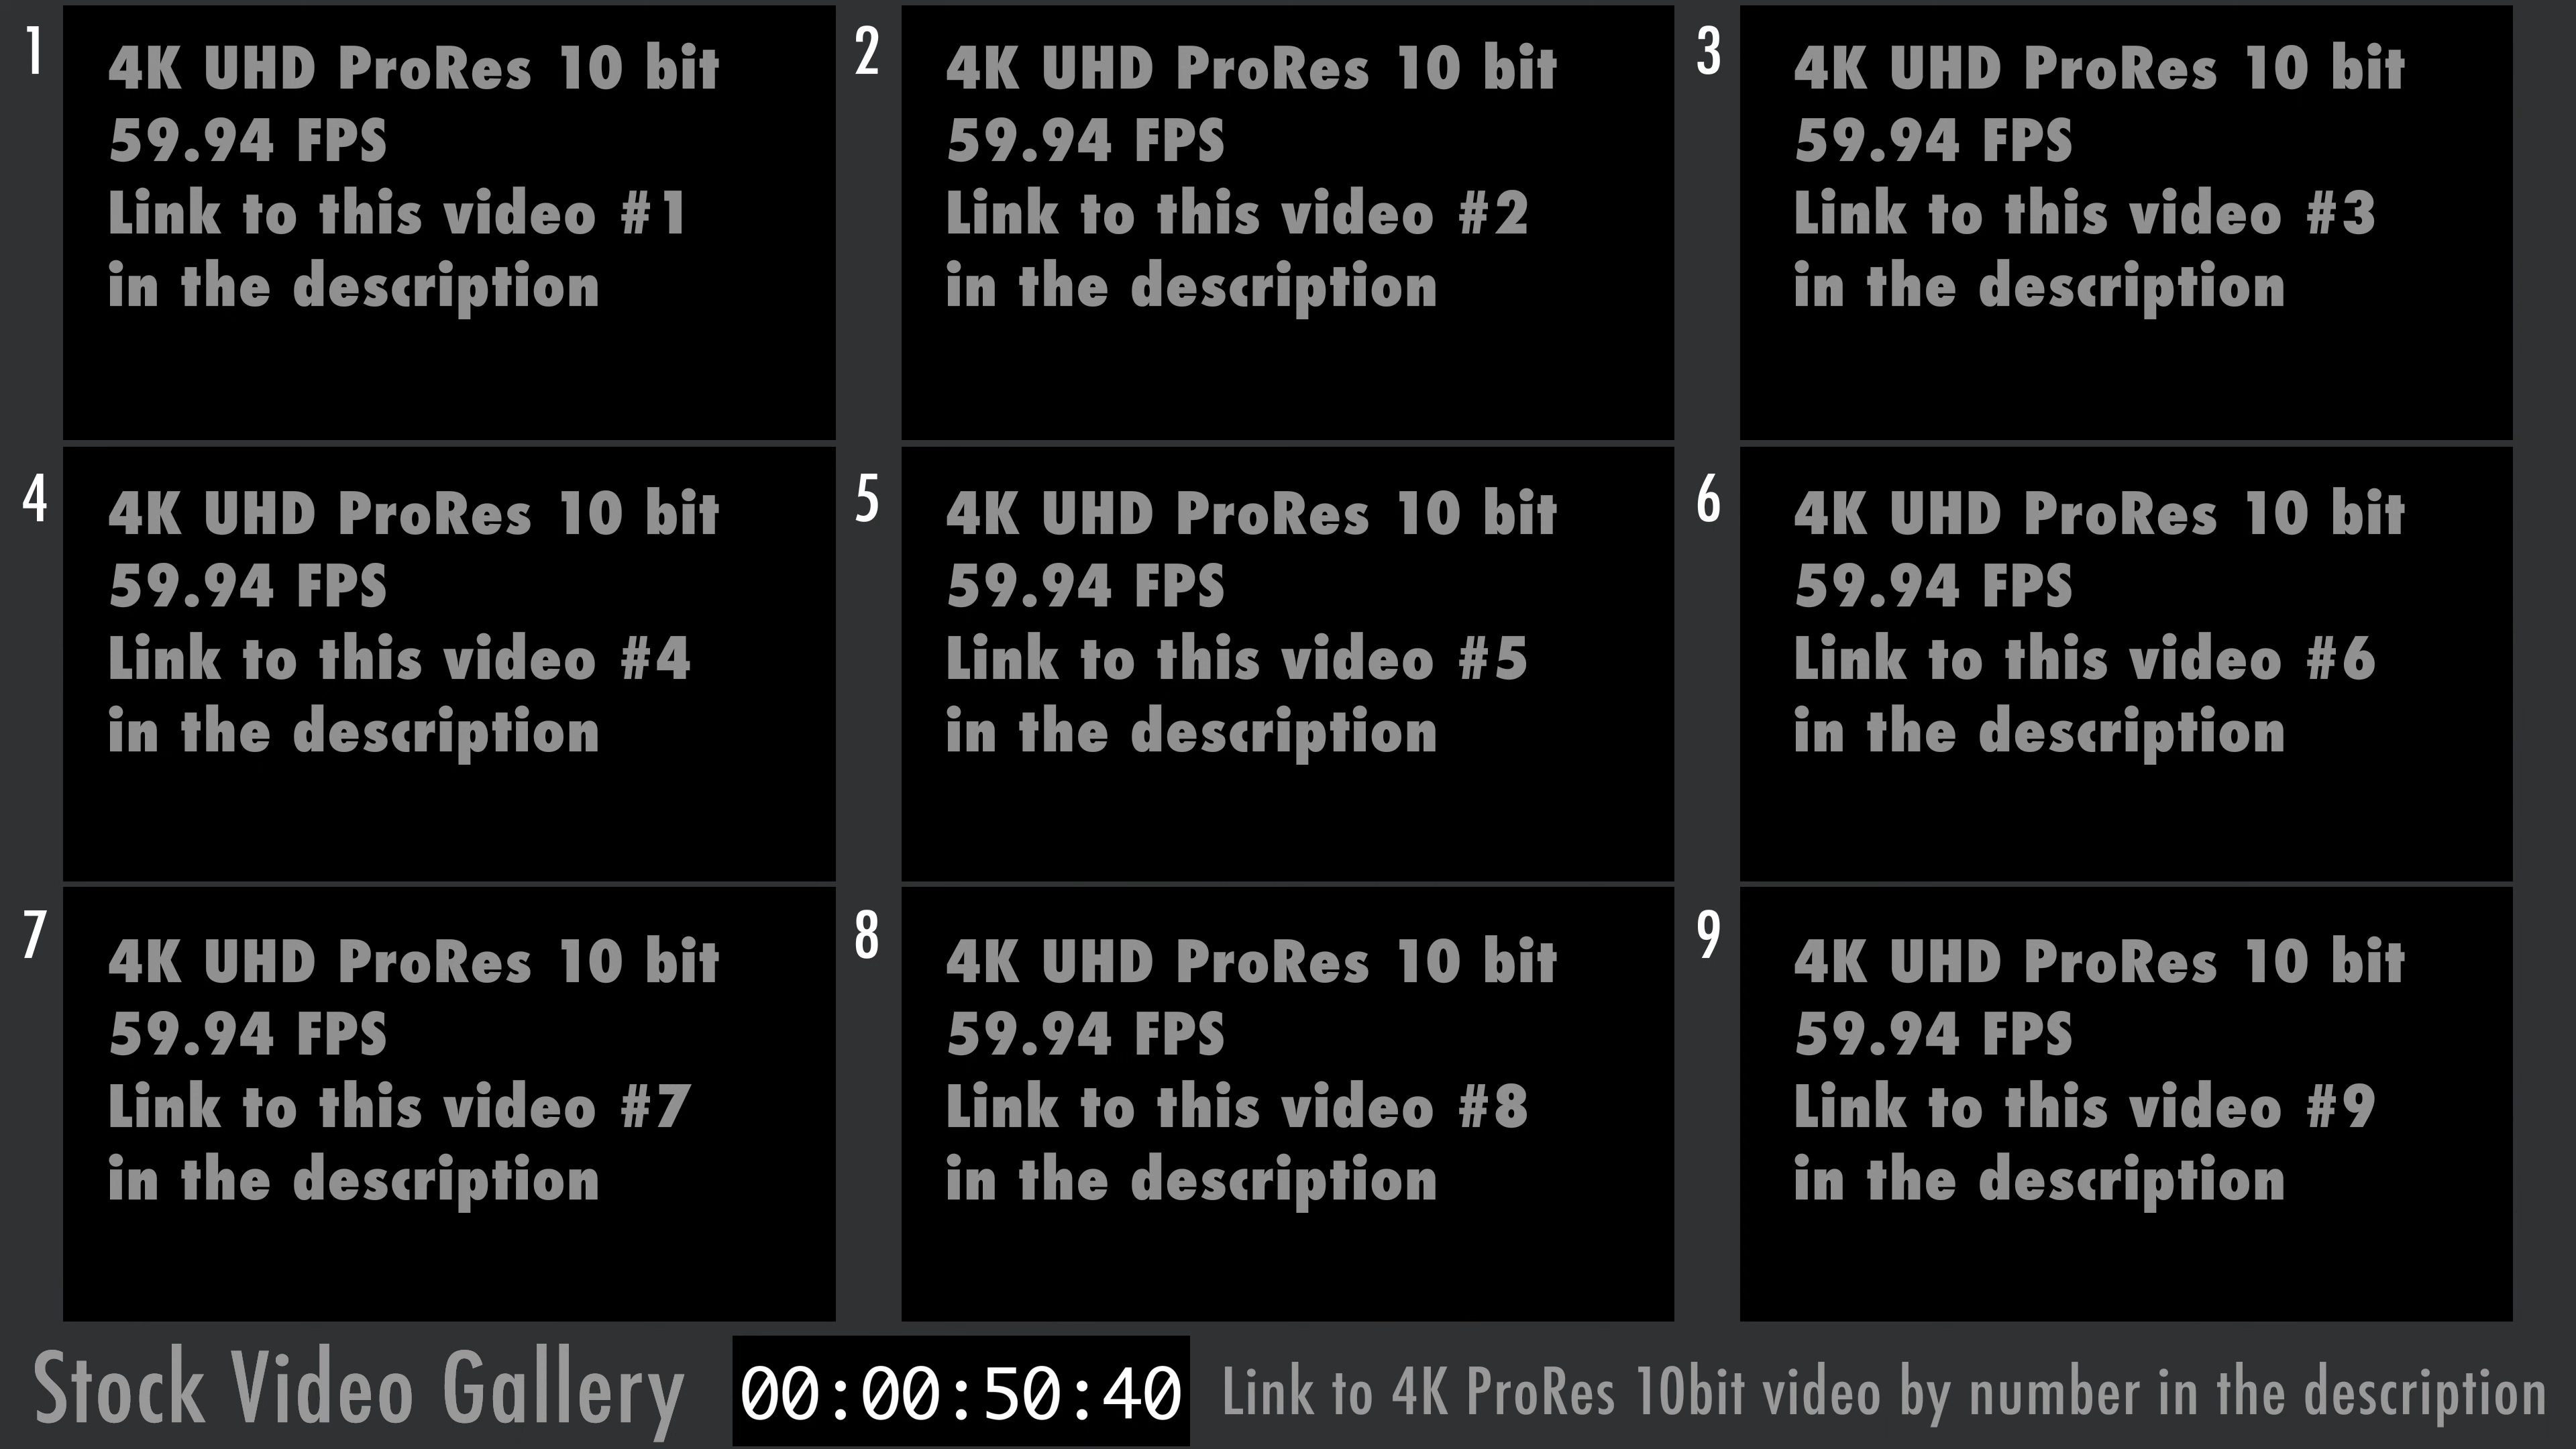 1
4K UHD ProRes 10 bit
59.94 FPS
Link to this video #1
in the description
2
4K UHD ProRes 10 bit
59.94 FPS
Link to this video #2
in the description
3
4K UHD ProRes 10 bit
59.94 FPS
Link to this video #3
in the description
4
4K UHD ProRes 10 bit
59.94 FPS
Link to this video #4
in the description
5
4K UHD ProRes 10 bit
59.94 FPS
Link to this video #5
in the description
6
4K UHD ProRes 10 bit
59.94 FPS
Link to this video #6
in the description
7
4K UHD ProRes 10 bit
59.94 FPS
Link to this video #7
in the description
8
4K UHD ProRes 10 bit
59.94 FPS
Link to this video #8
in the description
9
4K UHD ProRes 10 bit
59.94 FPS
Link to this video #9
in the description
Stock Video Gallery
00:00:50:40
Link to 4K ProRes 10bit video by number in the description